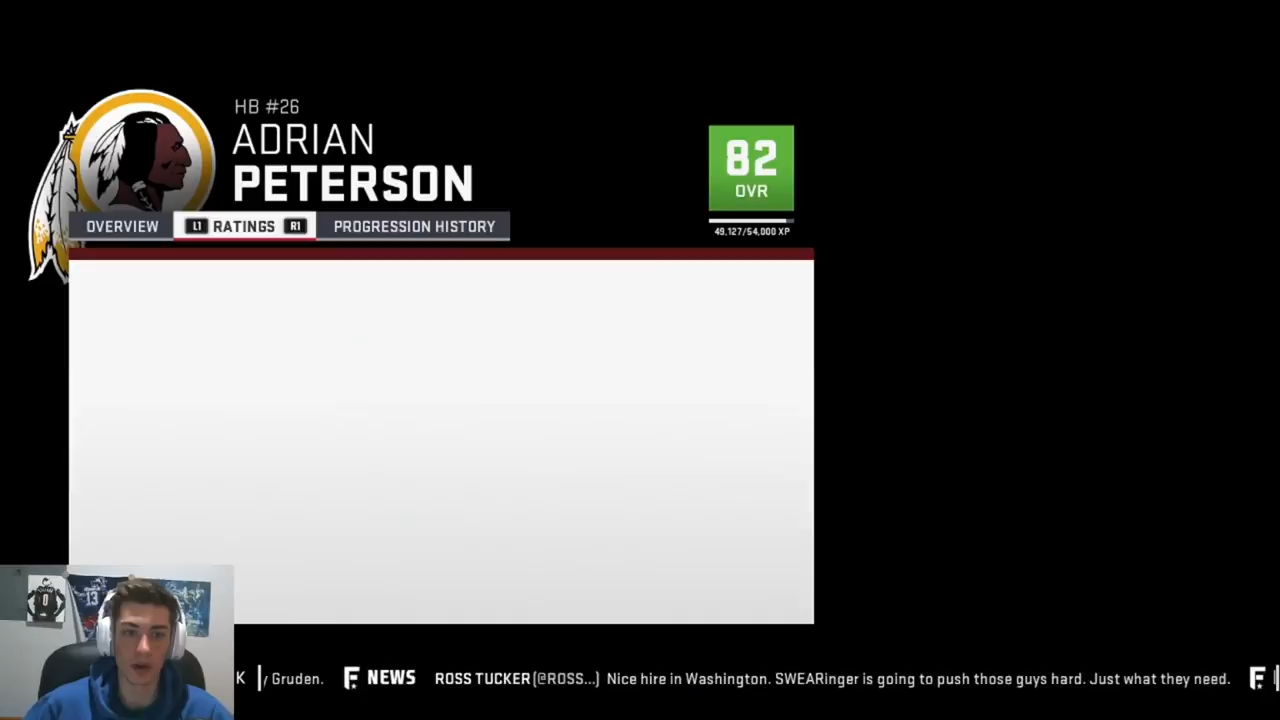 HB #26
ADRIAN
PETERSON
82
OVR
49,127/54,000 XP
OVERVIEW L1 RATINGS R1 PROGRESSION HISTORY
13
0
K / Gruden. NEWS ROSS TUCKER (@ROSS...) Nice hire in Washington. SWEARinger is going to push those guys hard. Just what they need.